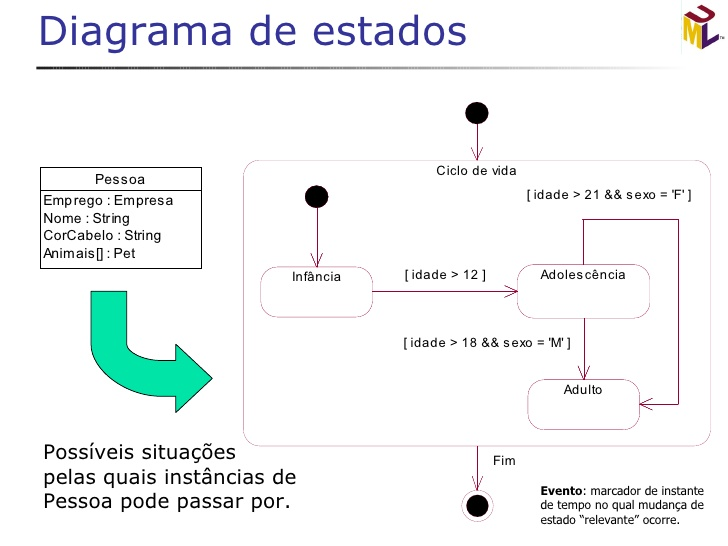 Diagrama de estados
UML
Pessoa
Emprego : Empresa
Nome : String
CorCabelo : String
Animais[] : Pet
Ciclo de vida
[ idade > 21 && sexo = 'F' ]
Infância
[ idade > 12 ]
Adolescência
[ idade > 18 && sexo = 'M' ]
Adulto
Fim
Possíveis situações
pelas quais instâncias de
Pessoa pode passar por.
Evento: marcador de instante
de tempo no qual mudança de
estado “relevante” ocorre.